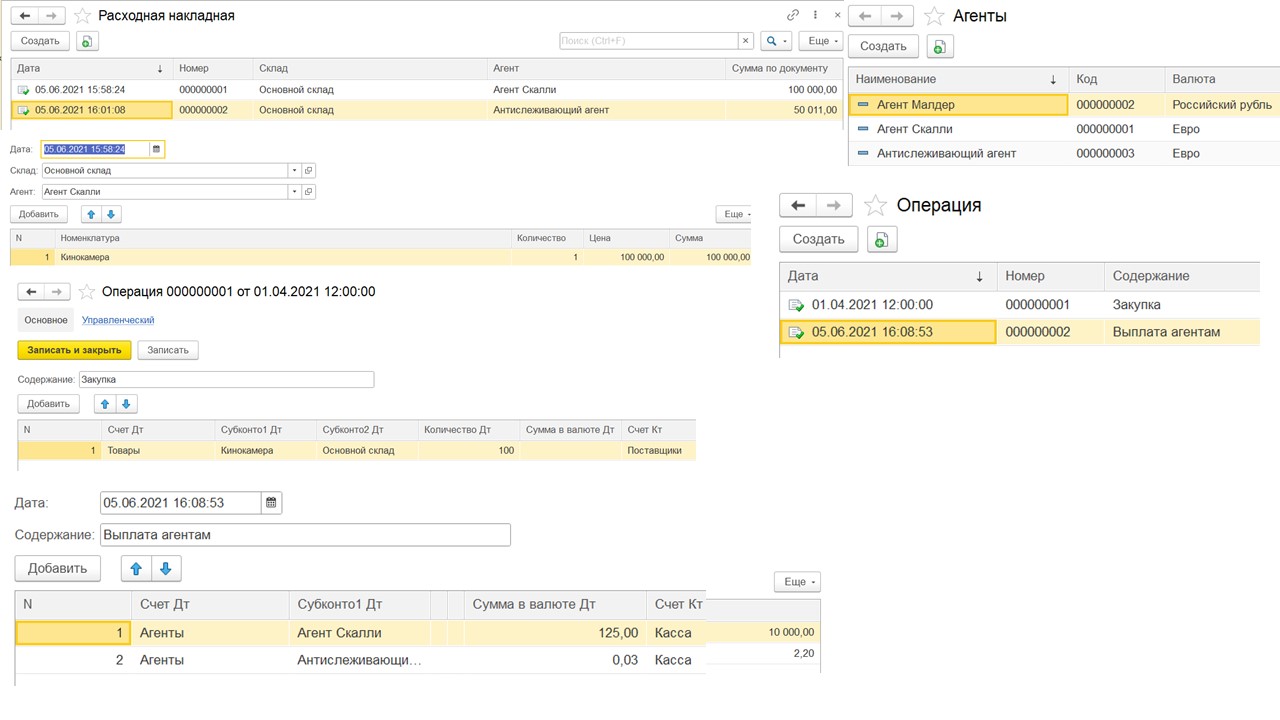 Расходная накладная
Создать
Поиск (Ctrl+F)
Еще
Дата Номер Склад Агент Сумма по документу
05.06.2021 15:58:24 000000001 Основной склад Агент Скалли 100 000,00
05.06.2021 16:01:08 000000002 Основной склад Антислеживающий агент 50 011,00
Агенты
Создать
Наименование Код Валюта
Агент Малдер 000000002 Российский рубль
Агент Скалли 000000001 Евро
Антислеживающий агент 000000003 Евро
Дата: 05.06.2021 15:58:24
Склад: Основной склад
Агент: Агент Скалли
Добавить
Еще
N Номенклатура Количество Цена Сумма
1 Кинокамера 1 100 000,00 100 000,00
Операция
Создать
Дата Номер Содержание
01.04.2021 12:00:00 000000001 Закупка
05.06.2021 16:08:53 000000002 Выплата агентам
Операция 000000001 от 01.04.2021 12:00:00
Основное Управленческий
Записать и закрыть Записать
Содержание: Закупка
Добавить
N Счет Дт Субконто1 Дт Субконто2 Дт Количество Дт Сумма в валюте Дт Счет Кт
1 Товары Кинокамера Основной склад 100 Поставщики
Дата: 05.06.2021 16:08:53
Содержание: Выплата агентам
Добавить
Еще
N Счет Дт Субконто1 Дт Сумма в валюте Дт Счет Кт
1 Агенты Агент Скалли 125,00 Касса 10 000,00
2 Агенты Антислеживающи... 0,03 Касса 2,20